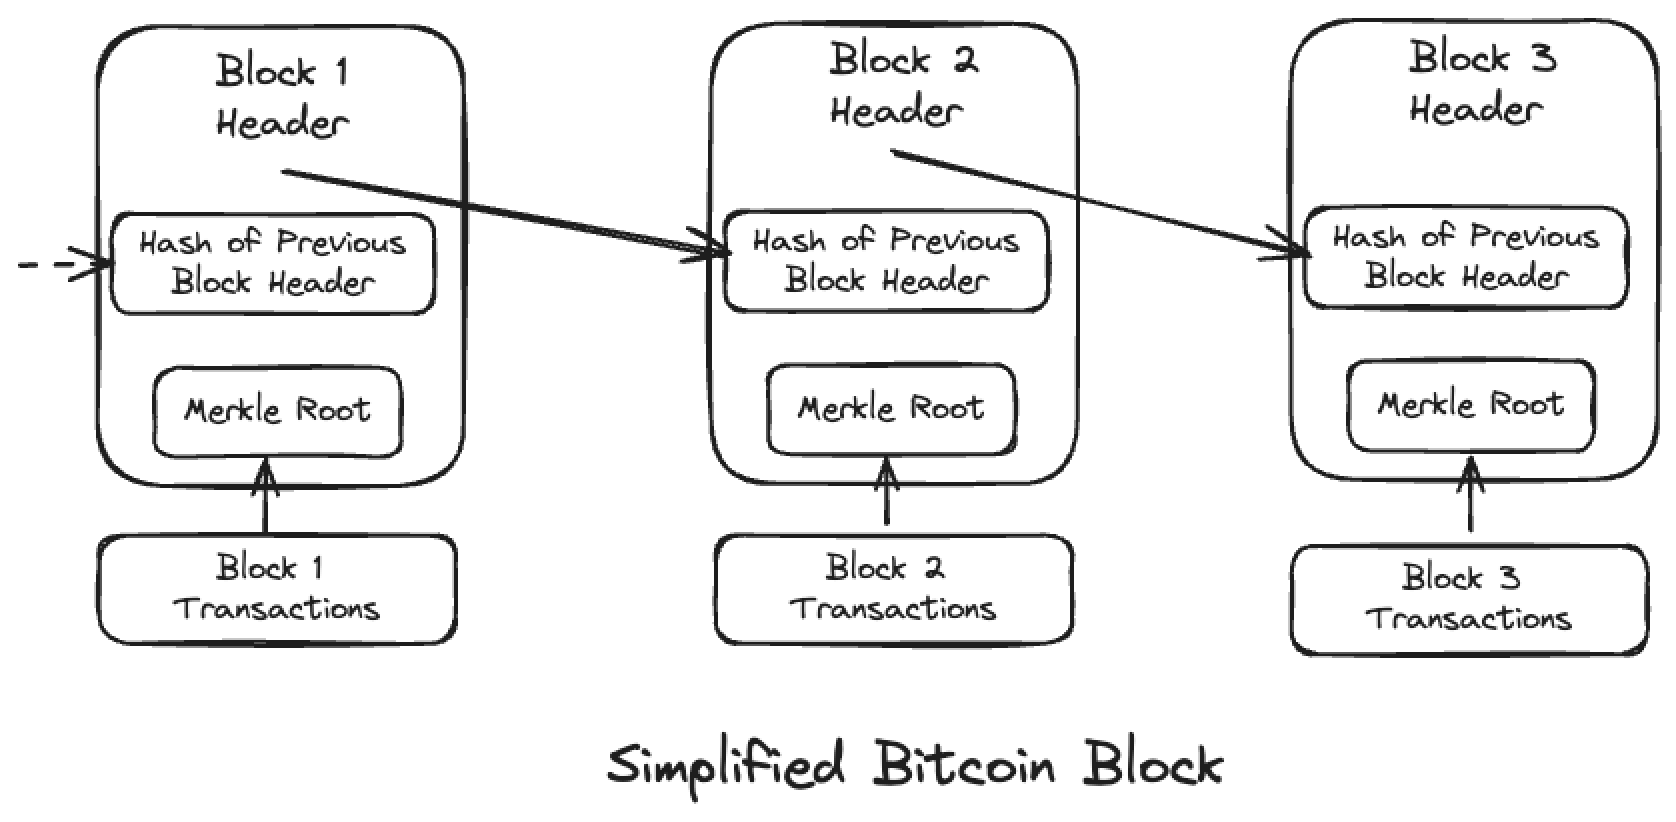 Block 1
Header
Hash of Previous
Block Header
Merkle Root
Block 1
Transactions
Block 2
Header
Hash of Previous
Block Header
Merkle Root
Block 2
Transactions
Block 3
Header
Hash of Previous
Block Header
Merkle Root
Block 3
Transactions
Simplified Bitcoin Block